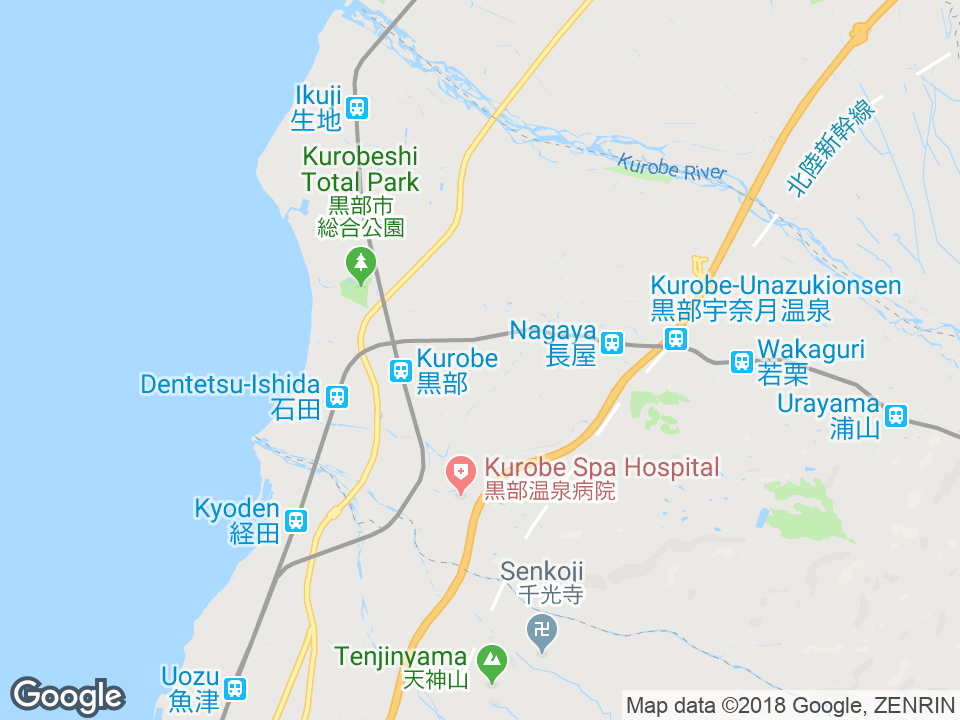 Ikuji
生地
Kurobeshi
Total Park
黒部市
総合公園
Kurobe River
北陸新幹線
Kurobe-Unazukionsen
黒部宇奈月温泉
Nagaya
長屋
Wakaguri
若栗
Kurobe
黒部
Dentetsu-Ishida
石田
Urayama
浦山
Kurobe Spa Hospital
黒部温泉病院
Kyoden
経田
Senkoji
千光寺
Tenjinyama
天神山
Uozu
魚津
Google
Map data ©2018 Google, ZENRIN